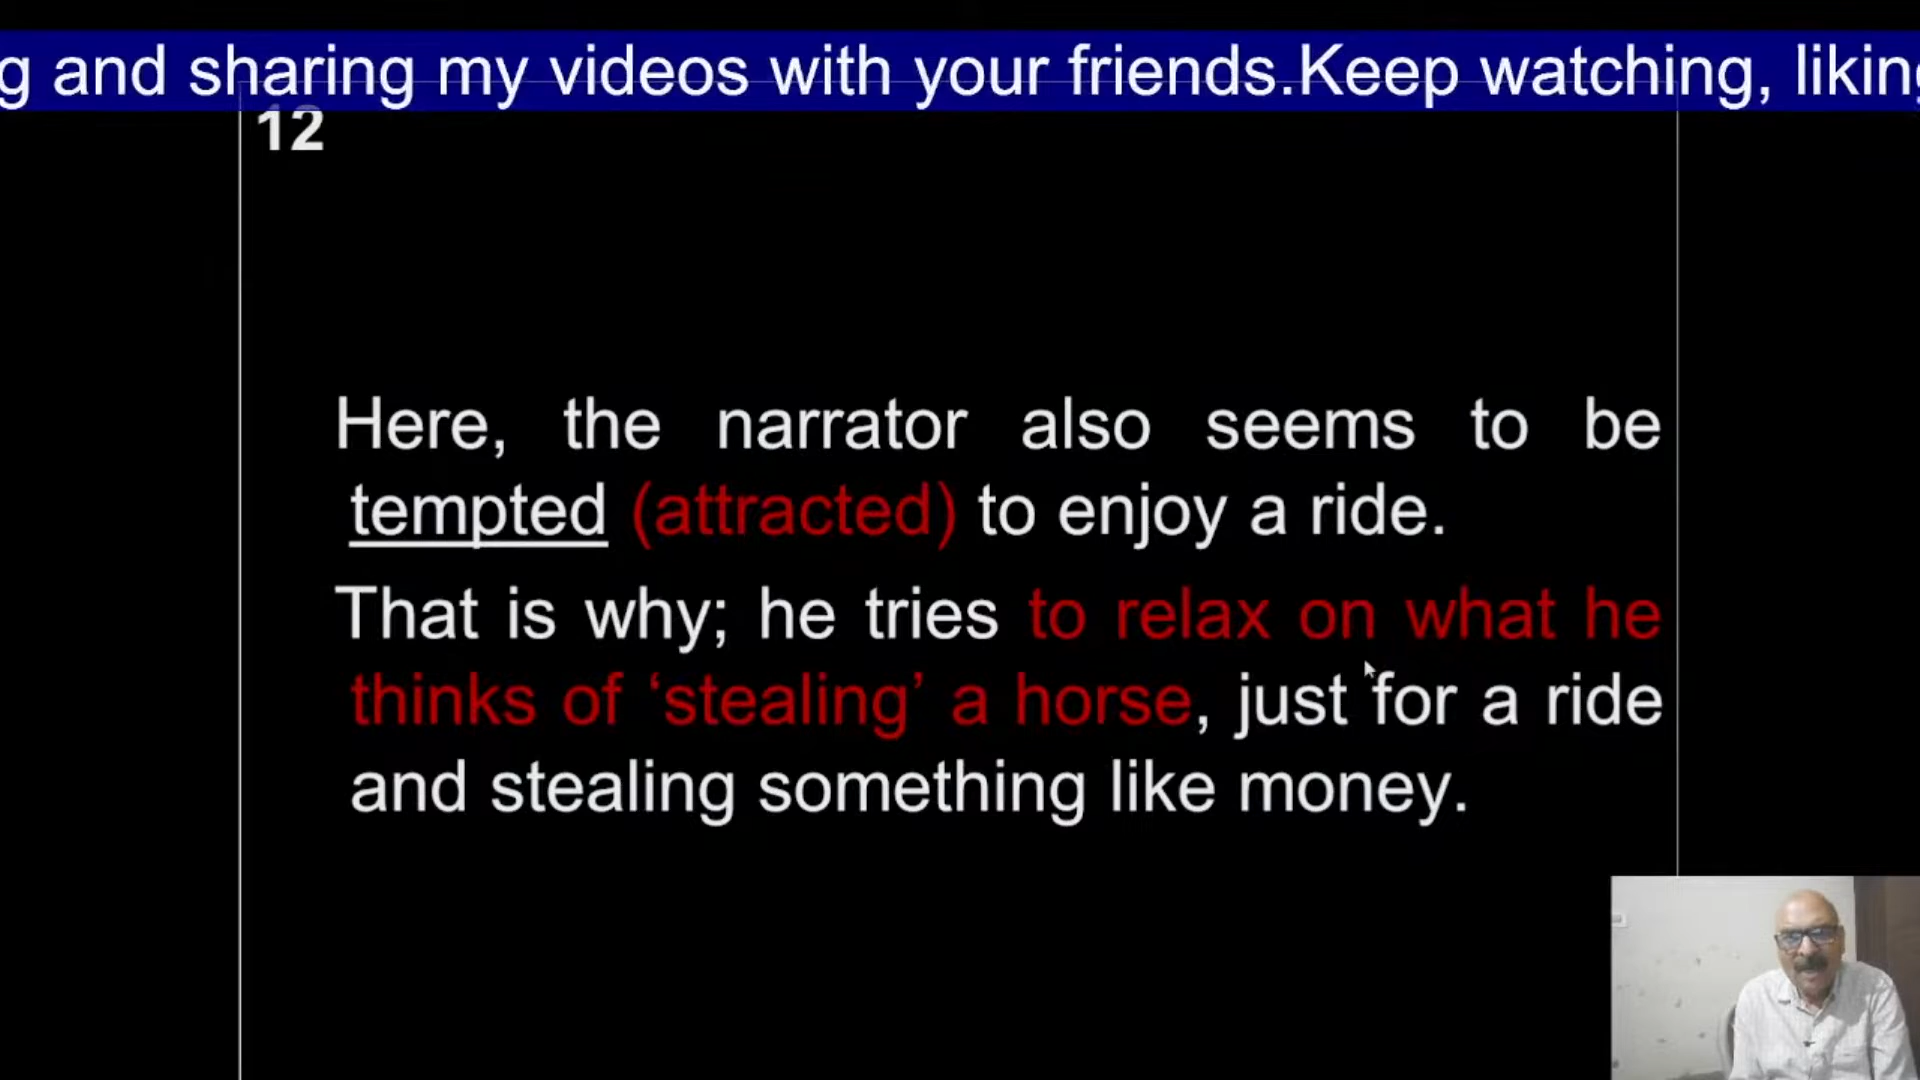 g and sharing my videos with your friends.Keep watching, liking
12
Here, the narrator also seems to be
tempted (attracted) to enjoy a ride.
That is why; he tries to relax on what he
thinks of ‘stealing’ a horse, just for a ride
and stealing something like money.